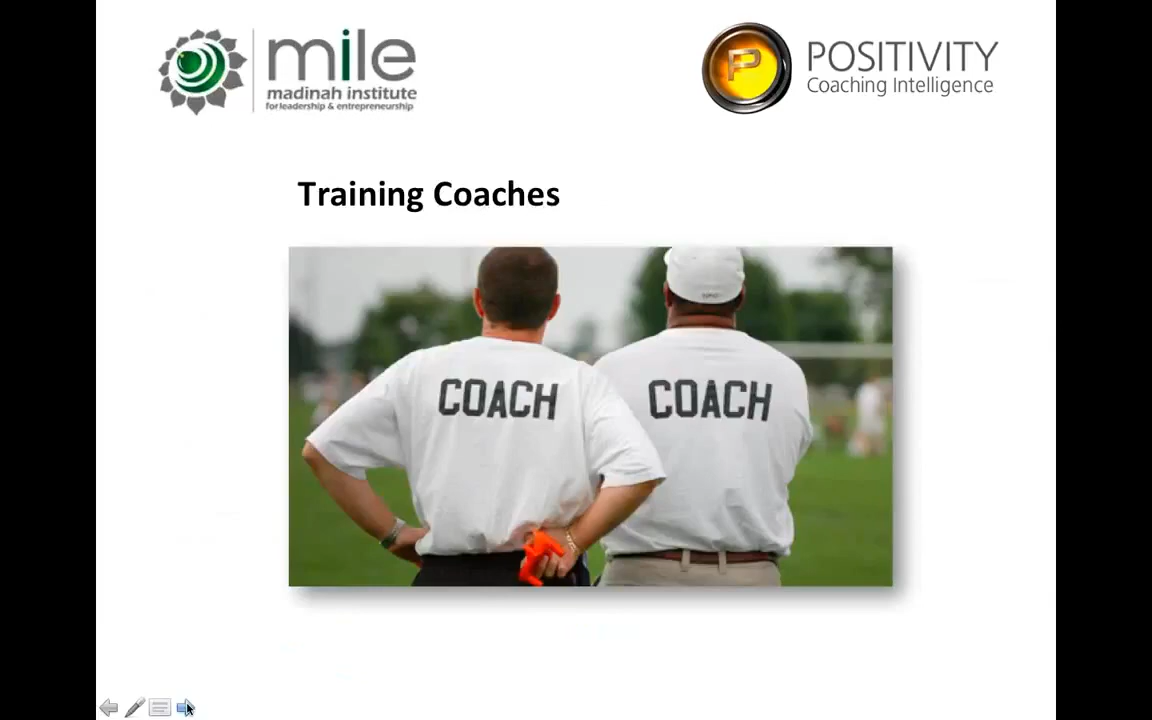 mile
madinah institute
for leadership & entrepreneurship
P
POSITIVITY
Coaching Intelligence
Training Coaches
COACH
COACH